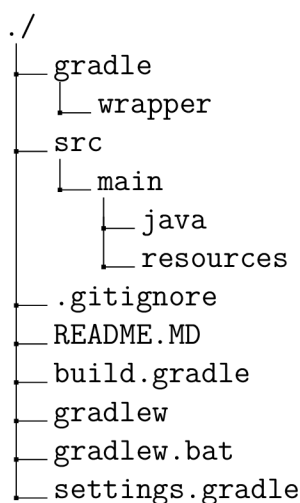 ./
gradle
wrapper
src
main
java
resources
.gitignore
README.MD
build.gradle
gradlew
gradlew.bat
settings.gradle